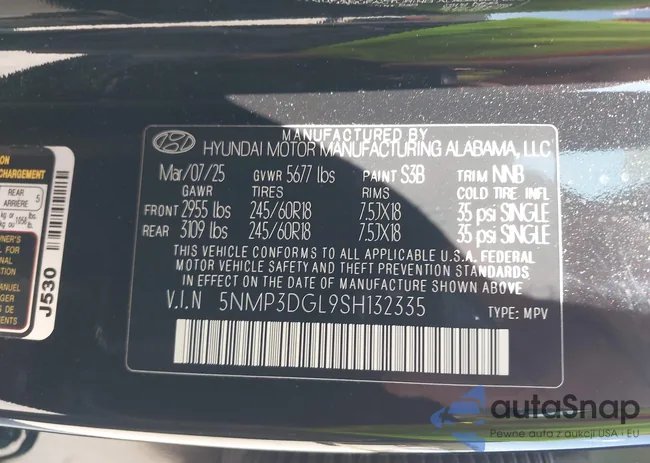 MANUFACTURED BY
HYUNDAI MOTOR MANUFACTURING ALABAMA, LLC
Mar/07/25 GVWR 5677 lbs PAINT S3B TRIM NNB
GAWR TIRES RIMS COLD TIRE INFL
FRONT 2955 lbs 245/60R18 7.5JX18 35 psi SINGLE
REAR 3109 lbs 245/60R18 7.5JX18 35 psi SINGLE
THIS VEHICLE CONFORMS TO ALL APPLICABLE U.S.A. FEDERAL
MOTOR VEHICLE SAFETY AND THEFT PREVENTION STANDARDS
IN EFFECT ON THE DATE OF MANUFACTURE SHOWN ABOVE
V.I.N 5NMP3DGL9SH132335
TYPE: MPV
CHARGEMENT
REAR 5
ARRIÈRE
J530
autaSnap
Pewne auta z aukcji USA i EU